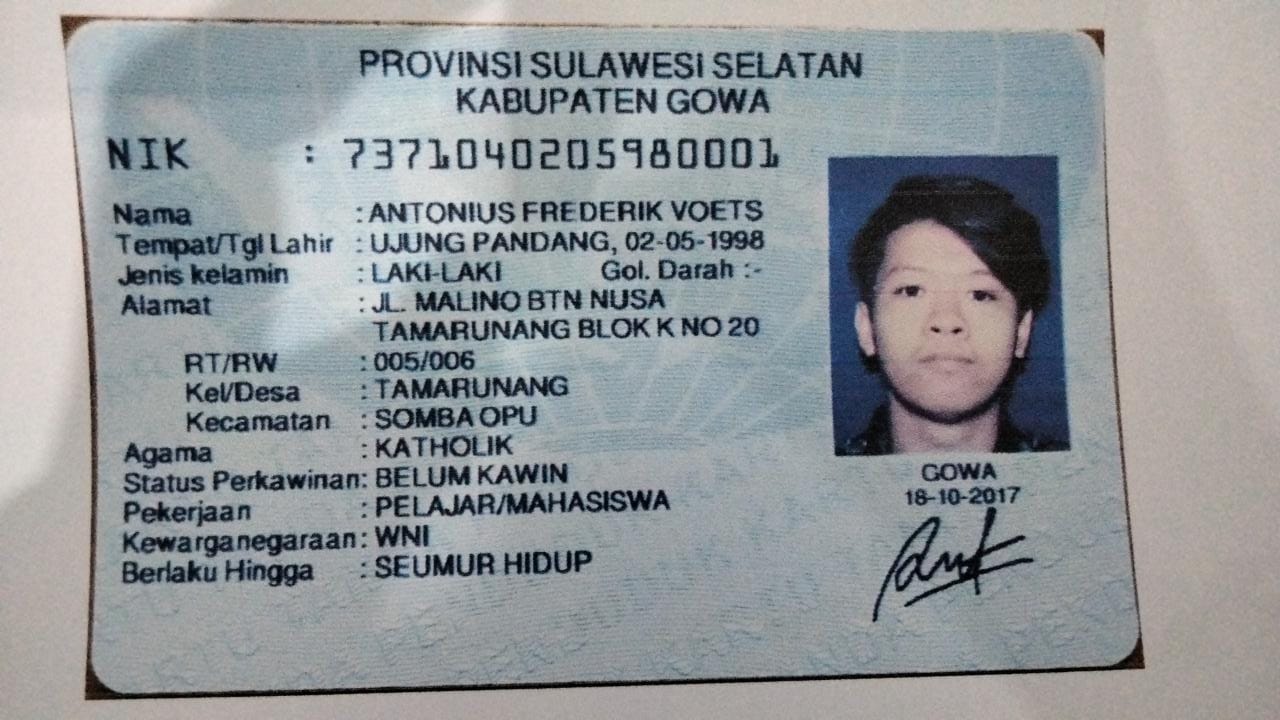 PROVINSI SULAWESI SELATAN
KABUPATEN GOWA
NIK : 7371040205980001
Nama : ANTONIUS FREDERIK VOETS
Tempat/Tgl Lahir : UJUNG PANDANG, 02-05-1998
Jenis kelamin : LAKI-LAKI Gol. Darah :-
Alamat : JL. MALINO BTN NUSA
TAMARUNANG BLOK K NO 20
RT/RW : 005/006
Kel/Desa : TAMARUNANG
Kecamatan : SOMBA OPU
Agama : KATHOLIK
Status Perkawinan: BELUM KAWIN
Pekerjaan : PELAJAR/MAHASISWA
Kewarganegaraan: WNI
Berlaku Hingga : SEUMUR HIDUP
GOWA
18-10-2017